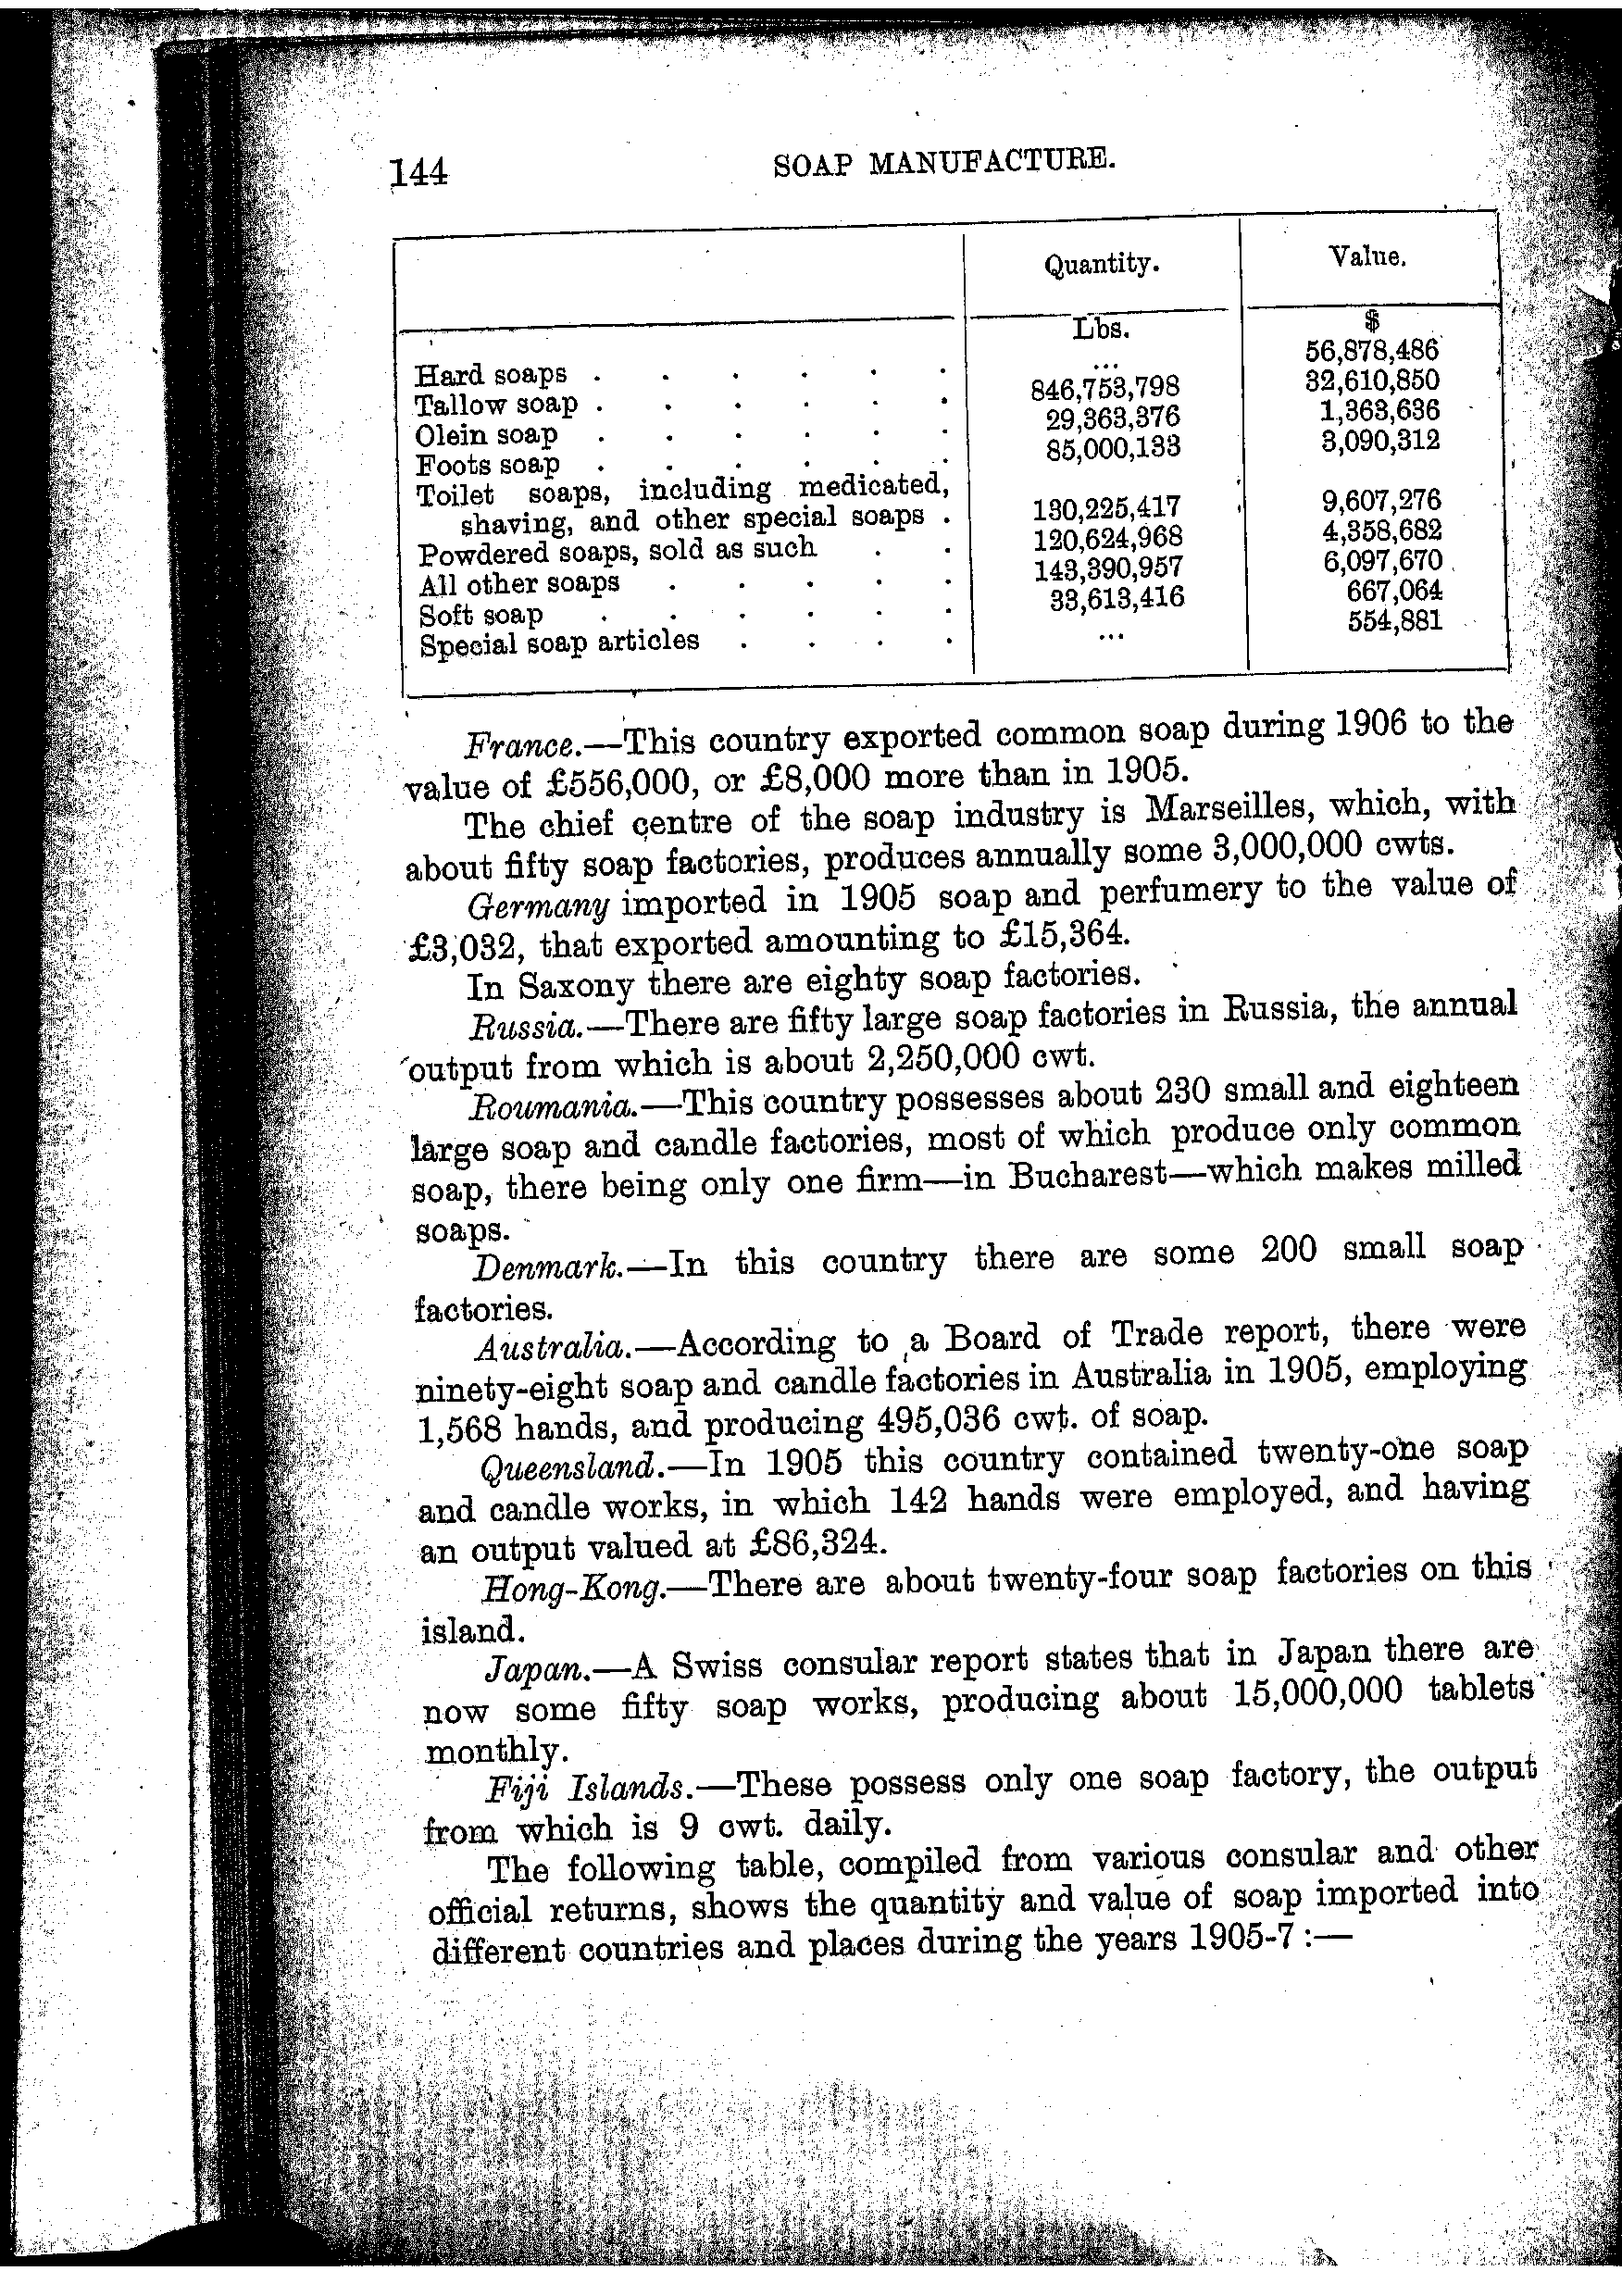 144 SOAP MANUFACTURE.
Quantity. Value.
Lbs. $
Hard soaps . . . . . . ... 56,878,486
Tallow soap . . . . . . 846,753,798 32,610,850
Olein soap . . . . . . 29,363,376 1,363,636
Foots soap . . . . . . 85,000,133 3,090,312
Toilet soaps, including medicated,
shaving, and other special soaps . 130,225,417 9,607,276
Powdered soaps, sold as such . . 120,624,968 4,358,682
All other soaps . . . . . 143,390,957 6,097,670
Soft soap . . . . . . 33,613,416 667,064
Special soap articles . . . . ... 554,881
France.—This country exported common soap during 1906 to the
value of £556,000, or £8,000 more than in 1905.
The chief centre of the soap industry is Marseilles, which, with
about fifty soap factories, produces annually some 3,000,000 cwts.
Germany imported in 1905 soap and perfumery to the value of
£3,032, that exported amounting to £15,364.
In Saxony there are eighty soap factories.
Russia.—There are fifty large soap factories in Russia, the annual
output from which is about 2,250,000 cwt.
Roumania.—This country possesses about 230 small and eighteen
large soap and candle factories, most of which produce only common
soap, there being only one firm—in Bucharest—which makes milled
soaps.
Denmark.—In this country there are some 200 small soap
factories.
Australia.—According to a Board of Trade report, there were
ninety-eight soap and candle factories in Australia in 1905, employing
1,568 hands, and producing 495,036 cwt. of soap.
Queensland.—In 1905 this country contained twenty-one soap
and candle works, in which 142 hands were employed, and having
an output valued at £86,324.
Hong-Kong.—There are about twenty-four soap factories on this
island.
Japan.—A Swiss consular report states that in Japan there are
now some fifty soap works, producing about 15,000,000 tablets
monthly.
Fiji Islands.—These possess only one soap factory, the output
from which is 9 cwt. daily.
The following table, compiled from various consular and other
official returns, shows the quantity and value of soap imported into
different countries and places during the years 1905-7 :—